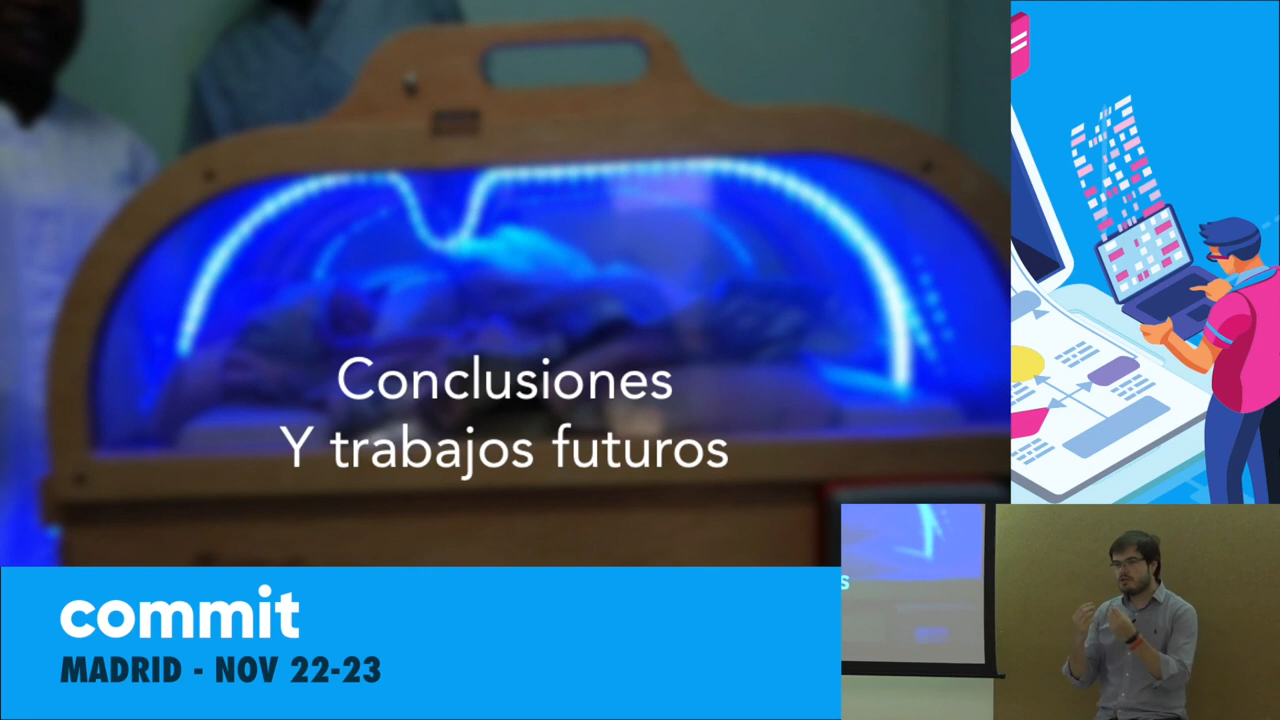 Conclusiones
Y trabajos futuros
commit
MADRID - NOV 22-23
s